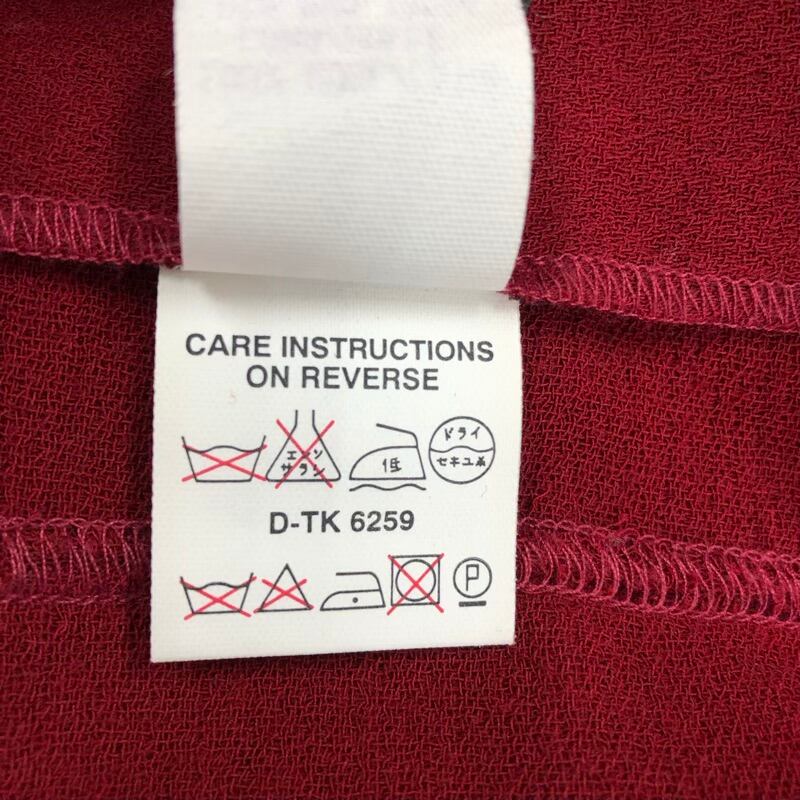 CARE INSTRUCTIONS
ON REVERSE
エンソ
サラシ
低
ドライ
セキユ系
D-TK 6259
P